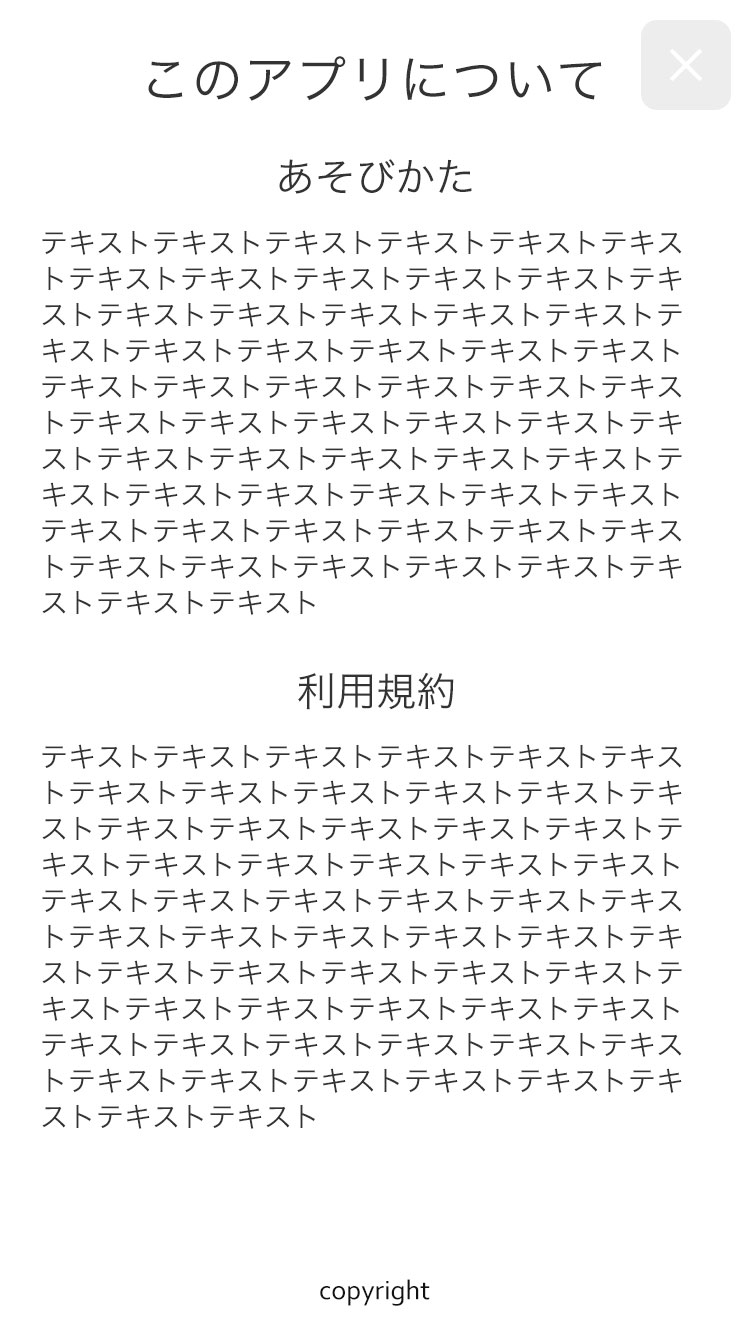 このアプリについて
あそびかた
テキストテキストテキストテキストテキストテキス
トテキストテキストテキストテキストテキストテキ
ストテキストテキストテキストテキストテキストテ
キストテキストテキストテキストテキストテキスト
テキストテキストテキストテキストテキストテキス
トテキストテキストテキストテキストテキストテキ
ストテキストテキストテキストテキストテキストテ
キストテキストテキストテキストテキストテキスト
テキストテキストテキストテキストテキストテキス
トテキストテキストテキストテキストテキストテキ
ストテキストテキスト
利用規約
テキストテキストテキストテキストテキストテキス
トテキストテキストテキストテキストテキストテキ
ストテキストテキストテキストテキストテキストテ
キストテキストテキストテキストテキストテキスト
テキストテキストテキストテキストテキストテキス
トテキストテキストテキストテキストテキストテキ
ストテキストテキストテキストテキストテキストテ
キストテキストテキストテキストテキストテキスト
テキストテキストテキストテキストテキストテキス
トテキストテキストテキストテキストテキストテキ
ストテキストテキスト
copyright